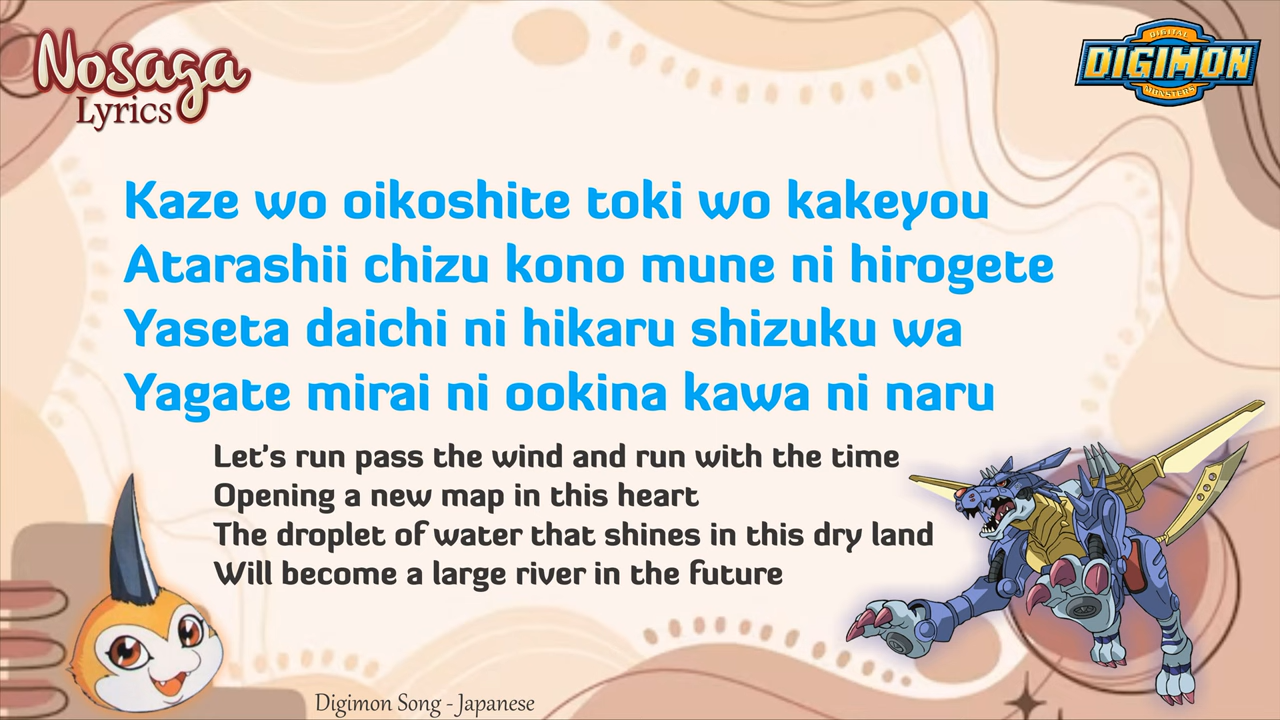 Nosaga
Lyrics
DIGITAL
DIGIMON
MONSTERS
Kaze wo oikoshite toki wo kakeyou
Atarashii chizu kono mune ni hirogete
Yaseta daichi ni hikaru shizuku wa
Yagate mirai ni ookina kawa ni naru
Let's run pass the wind and run with the time
Opening a new map in this heart
The droplet of water that shines in this dry land
Will become a large river in the future
Digimon Song - Japanese